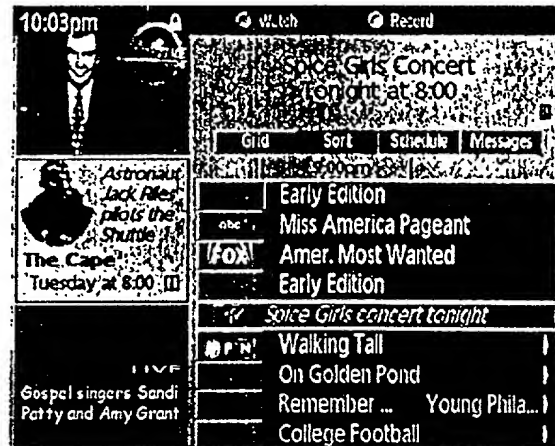 10:03pm
Watch
Record
Spice Girls Concert
Tonight at 8:00
Grid Sort Schedule Messages
Astronaut
Jack Riles
pilots the
Shuttle
The Cape
Tuesday at 8:00
LIVE
Gospel singers Sandi
Patty and Amy Grant
Early Edition
abc Miss America Pageant
FOX Amer. Most Wanted
Early Edition
Spice Girls concert tonight
Walking Tall
On Golden Pond
Remember ... Young Phila...
College Football